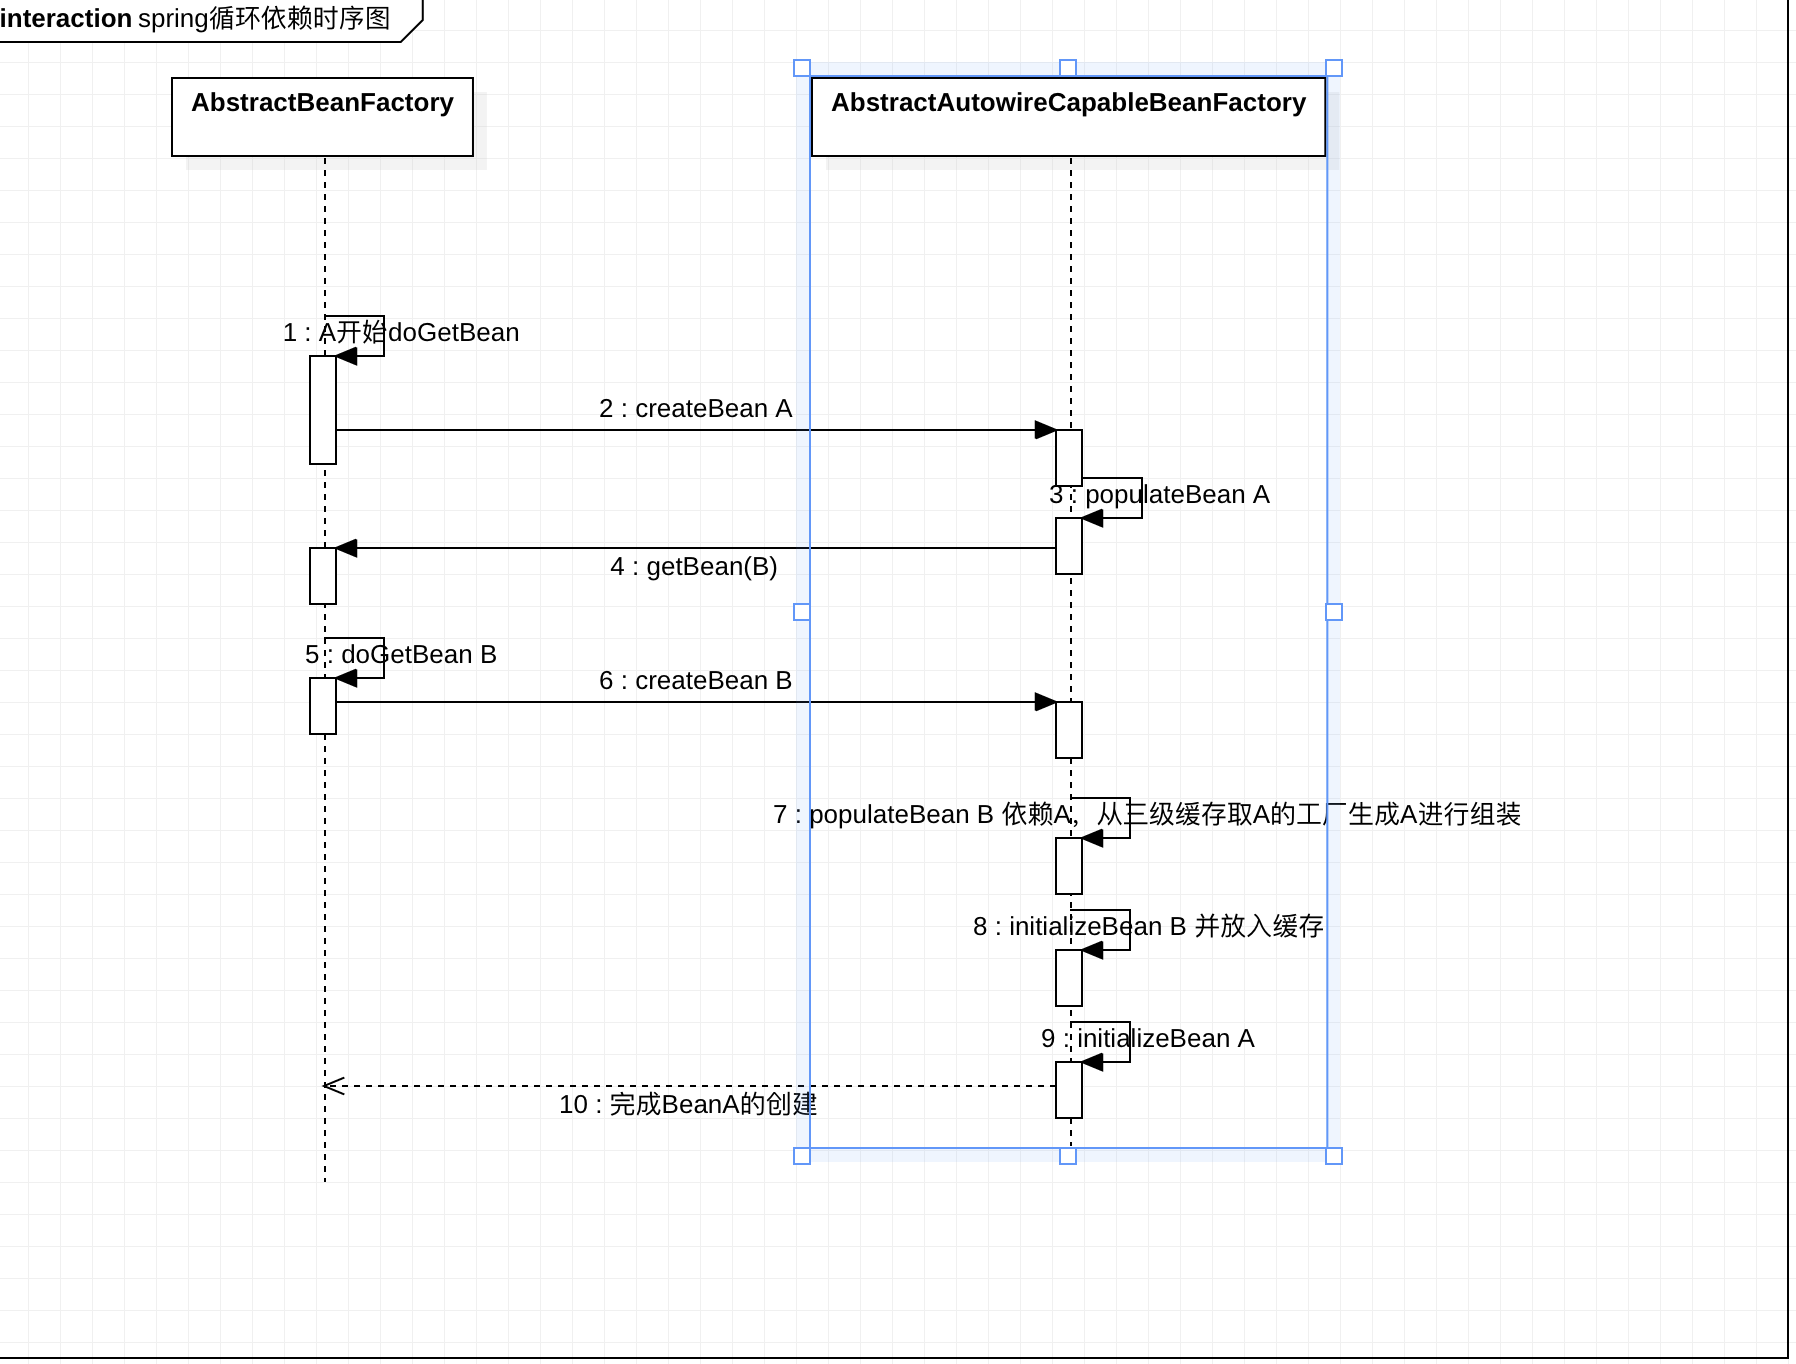 interaction spring循环依赖时序图
AbstractBeanFactory
AbstractAutowireCapableBeanFactory
1 : A开始doGetBean
2 : createBean A
3 : populateBean A
4 : getBean(B)
5 : doGetBean B
6 : createBean B
7 : populateBean B 依赖A，从三级缓存取A的工厂生成A进行组装
8 : initializeBean B 并放入缓存
9 : initializeBean A
10 : 完成BeanA的创建